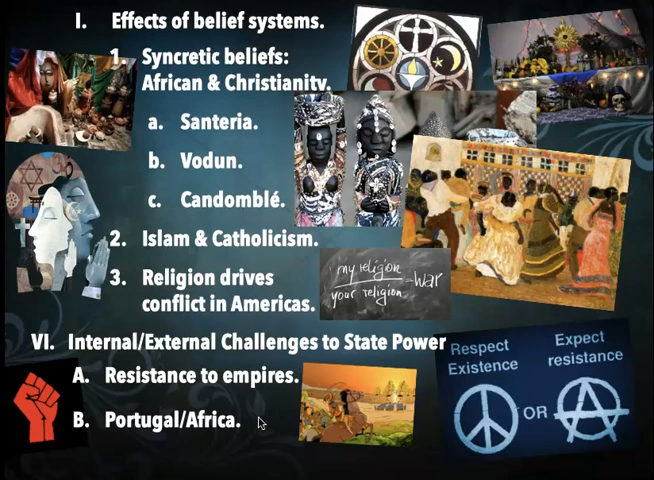 I. Effects of belief systems.
1. Syncretic beliefs:
African & Christianity.
a. Santeria.
b. Vodun.
c. Candomblé.
2. Islam & Catholicism.
3. Religion drives
conflict in Americas.
my religion
your religion
=War
VI. Internal/External Challenges to State Power
A. Resistance to empires.
B. Portugal/Africa.
Respect
Existence
OR
Expect
resistance